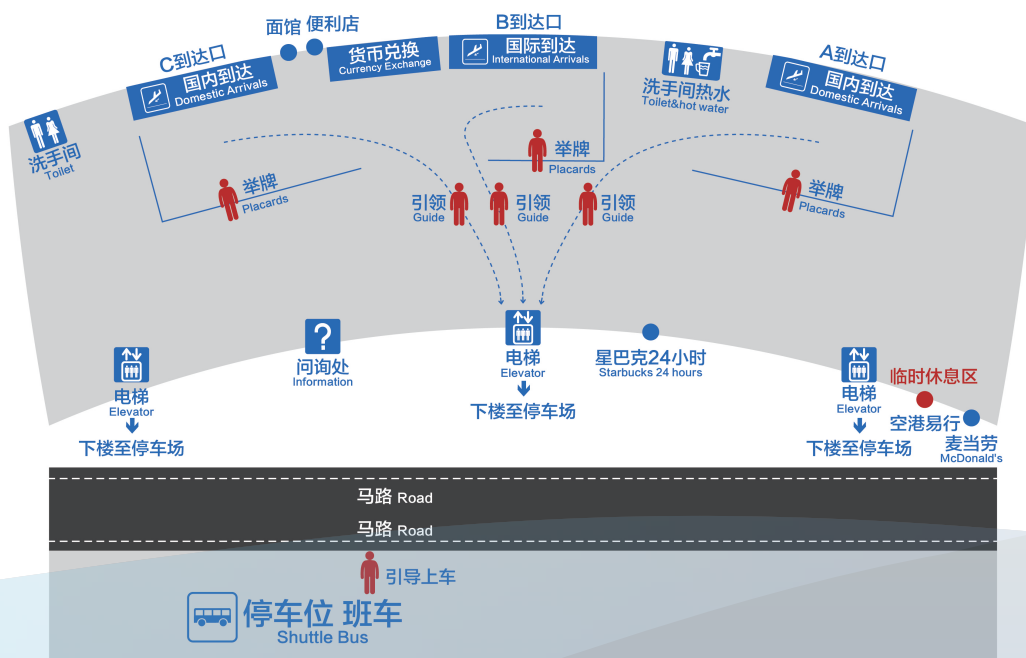 面馆
便利店
B到达口
C到达口
国内到达
Domestic Arrivals
货币兑换
Currency Exchange
国际到达
International Arrivals
A到达口
国内到达
Domestic Arrivals
洗手间热水
Toilet&hot water
洗手间
Toilet
举牌
Placards
举牌
Placards
举牌
Placards
引领
Guide
引领
Guide
引领
Guide
?
问询处
Information
电梯
Elevator
下楼至停车场
电梯
Elevator
下楼至停车场
星巴克24小时
Starbucks 24 hours
电梯
Elevator
下楼至停车场
临时休息区
空港易行
麦当劳
McDonald's
马路 Road
马路 Road
引导上车
停车位 班车
Shuttle Bus